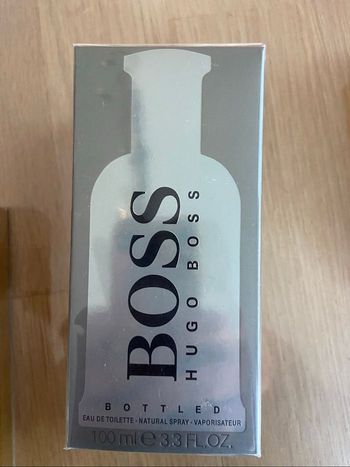 BOSS
HUGO BOSS
BOTTLED
EAU DE TOILETTE · NATURAL SPRAY · VAPORISATEUR
100 ml e 3.3 FL.OZ.